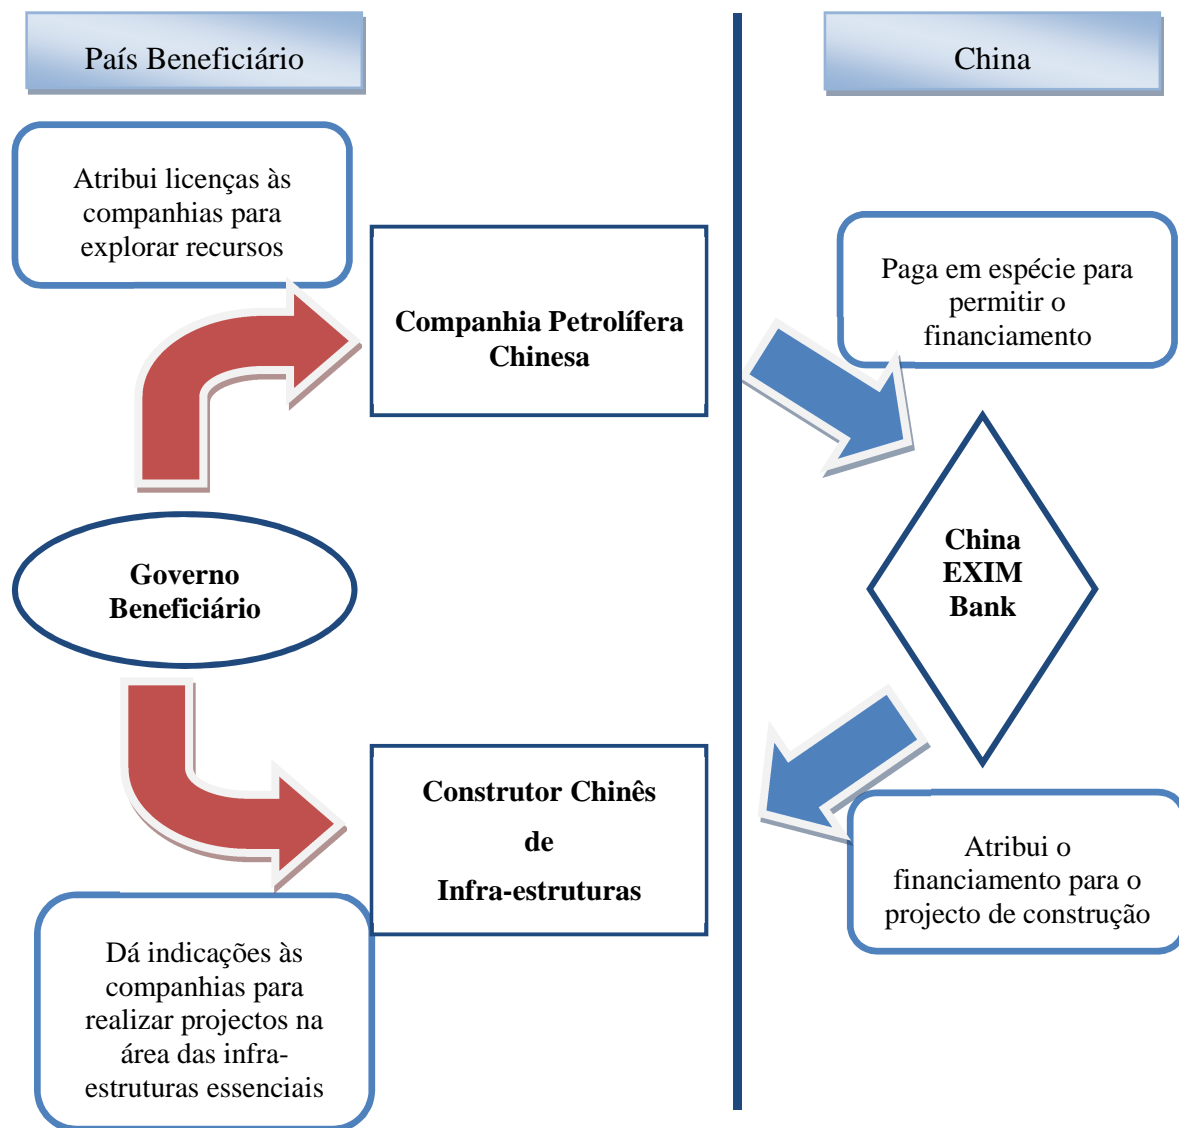 País Beneficiário
China
Atribui licenças às
companhias para
explorar recursos
Companhia Petrolífera
Chinesa
Paga em espécie para
permitir o
financiamento
Governo
Beneficiário
China
EXIM
Bank
Construtor Chinês
de
Infra-estruturas
Atribui o
financiamento para o
projecto de construção
Dá indicações às
companhias para
realizar projectos na
área das infra-
estruturas essenciais